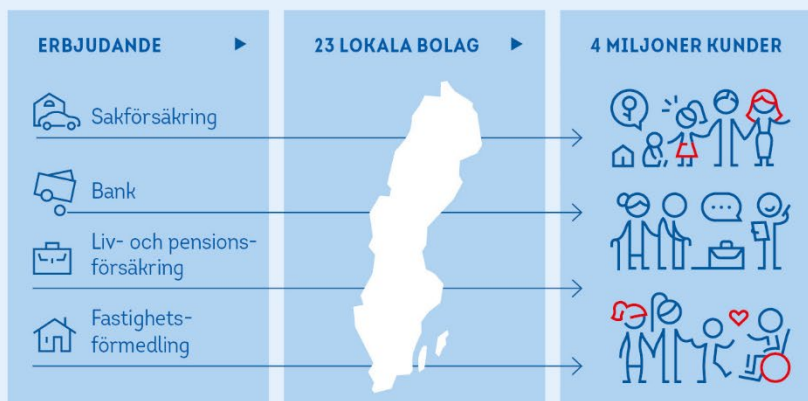 ERBJUDANDE
23 LOKALA BOLAG
4 MILJONER KUNDER
Sakförsäkring
Bank
Liv- och pensions-
försäkring
Fastighets-
förmedling